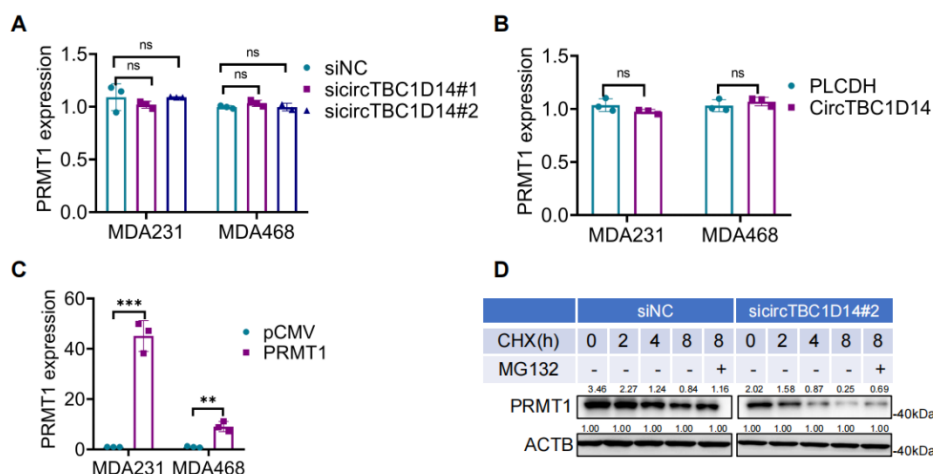 A
PRMT1 expression
1.5
1.0
0.5
0.0
ns
ns
ns
ns
MDA231
MDA468
siNC
sicircTBC1D14#1
sicircTBC1D14#2
B
PRMT1 expression
1.5
1.0
0.5
0.0
ns
ns
MDA231
MDA468
PLCDH
CircTBC1D14
C
PRMT1 expression
60
40
20
0
***
**
MDA231
MDA468
pCMV
PRMT1
D
siNC sicircTBC1D14#2
CHX(h) 0 2 4 8 8 0 2 4 8 8
MG132 - - - - + - - - - +
3.46 2.27 1.24 0.84 1.16 2.02 1.58 0.87 0.25 0.69
PRMT1 -40kDa
1.00 1.00 1.00 1.00 1.00 1.00 1.00 1.00 1.00 1.00
ACTB -40kDa